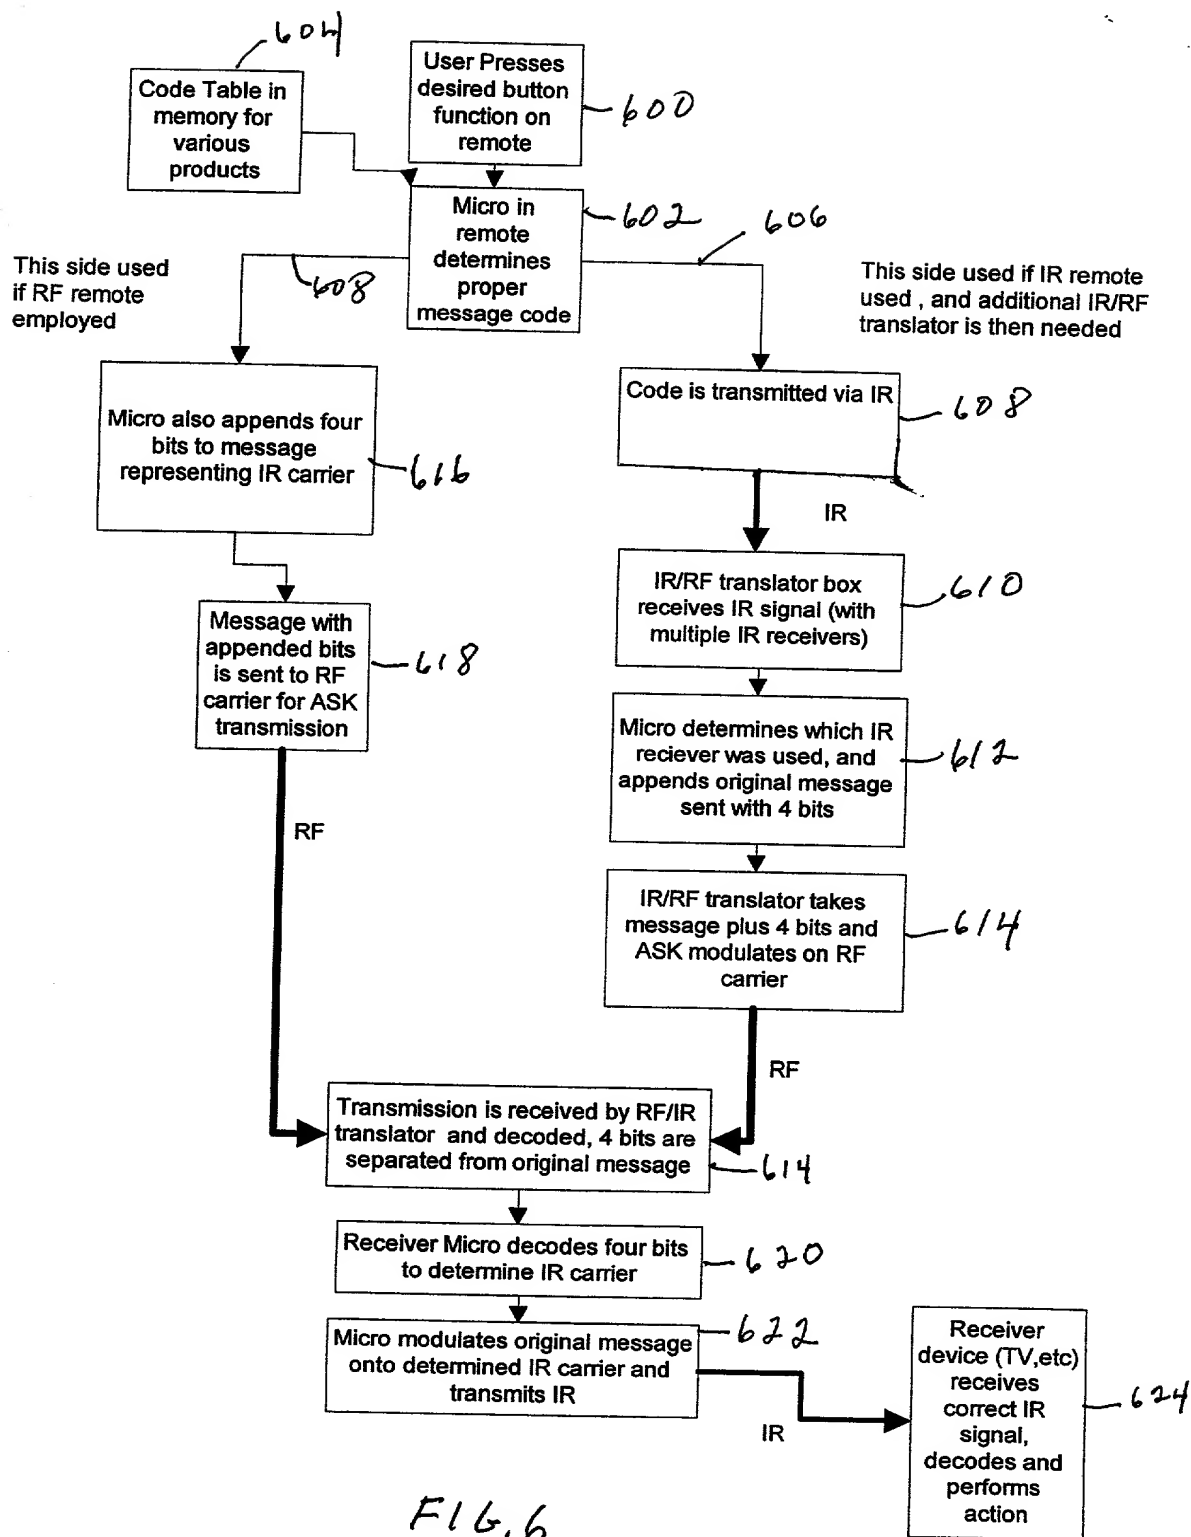 604
Code Table in
memory for
various
products
User Presses
desired button
function on
remote
600
Micro in
remote
determines
proper
message code
602
606
608
This side used
if RF remote
employed
This side used if IR remote
used , and additional IR/RF
translator is then needed
Micro also appends four
bits to message
representing IR carrier
616
Code is transmitted via IR
608
IR
IR/RF translator box
receives IR signal (with
multiple IR receivers)
610
Message with
appended bits
is sent to RF
carrier for ASK
transmission
618
Micro determines which IR
reciever was used, and
appends original message
sent with 4 bits
612
RF
IR/RF translator takes
message plus 4 bits and
ASK modulates on RF
carrier
614
RF
Transmission is received by RF/IR
translator and decoded, 4 bits are
separated from original message
614
Receiver Micro decodes four bits
to determine IR carrier
620
Micro modulates original message
onto determined IR carrier and
transmits IR
622
IR
Receiver
device (TV,etc)
receives
correct IR
signal,
decodes and
performs
action
624
FIG.6